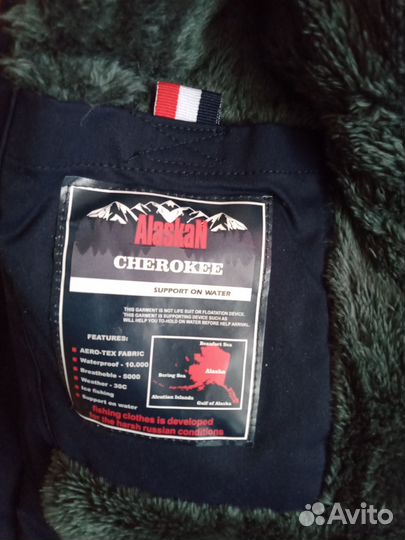 AlaskaN
CHEROKEE
SUPPORT ON WATER
THIS GARMENT IS NOT LIFE SUIT OR FLOATATION DEVICE.
THIS GARMENT IS SUPPORTING DEVICE SUCH AS
WILL HELP YOU TO-HOLD ON WATER BEFORE HELP ARRIVAL.
FEATURES:
AERO-TEX FABRIC
Waterproof - 10.000
Breathoble - 5000
Weather - 30C
Ice fishing
Support on water
Beaufort Sea
Alaska
Bering Sea
Aleution Islands
Gulf of Alaska
fishing clothes is developed
for the harsh russian conditions
Avito